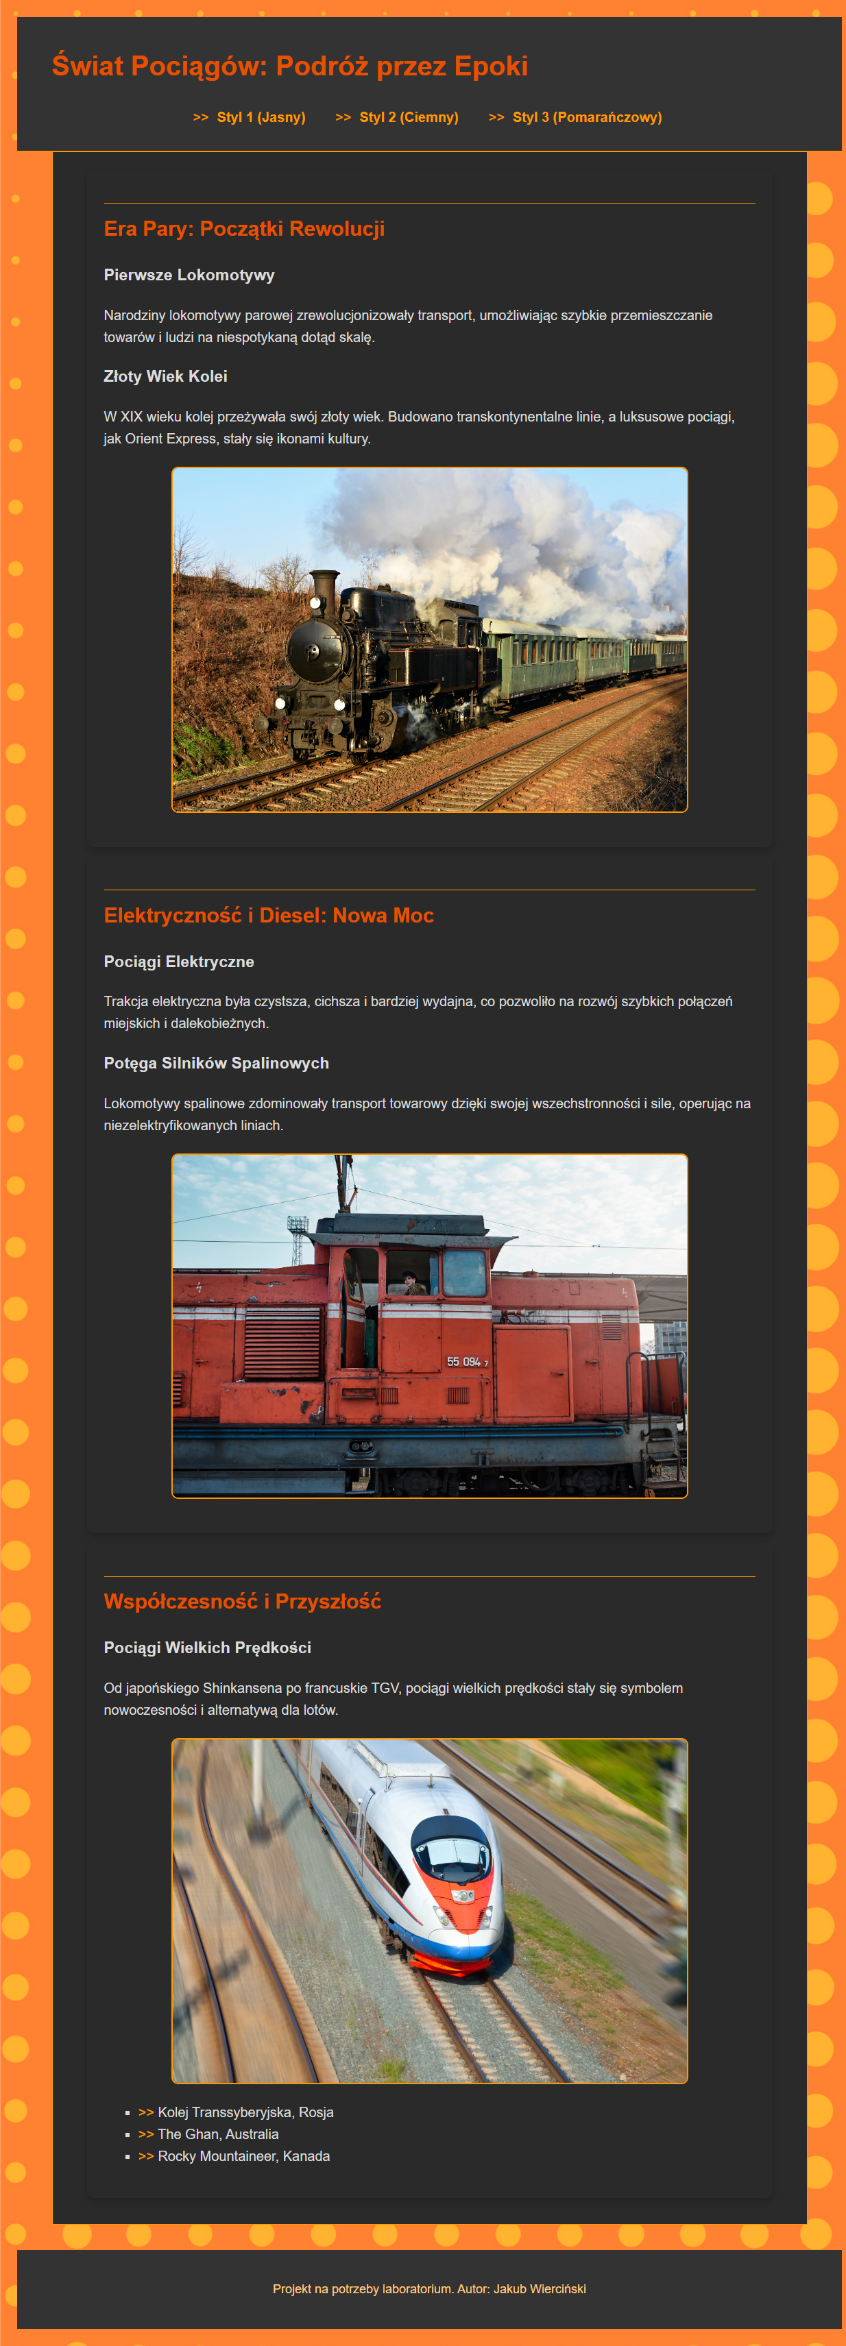 Świat Pociągów: Podróż przez Epoki
>> Styl 1 (Jasny) >> Styl 2 (Ciemny) >> Styl 3 (Pomarańczowy)
Era Pary: Początki Rewolucji
Pierwsze Lokomotywy
Narodziny lokomotywy parowej zrewolucjonizowały transport, umożliwiając szybkie przemieszczanie
towarów i ludzi na niespotykaną dotąd skalę.
Złoty Wiek Kolei
W XIX wieku kolej przeżywała swój złoty wiek. Budowano transkontynentalne linie, a luksusowe pociągi,
jak Orient Express, stały się ikonami kultury.
Elektryczność i Diesel: Nowa Moc
Pociągi Elektryczne
Trakcja elektryczna była czystsza, cichsza i bardziej wydajna, co pozwoliło na rozwój szybkich połączeń
miejskich i dalekobieżnych.
Potęga Silników Spalinowych
Lokomotywy spalinowe zdominowały transport towarowy dzięki swojej wszechstronności i sile, operując na
niezelektryfikowanych liniach.
55 094 7
Współczesność i Przyszłość
Pociągi Wielkich Prędkości
Od japońskiego Shinkansena po francuskie TGV, pociągi wielkich prędkości stały się symbolem
nowoczesności i alternatywą dla lotów.
>> Kolej Transsyberyjska, Rosja
>> The Ghan, Australia
>> Rocky Mountaineer, Kanada
Projekt na potrzeby laboratorium. Autor: Jakub Wierciński